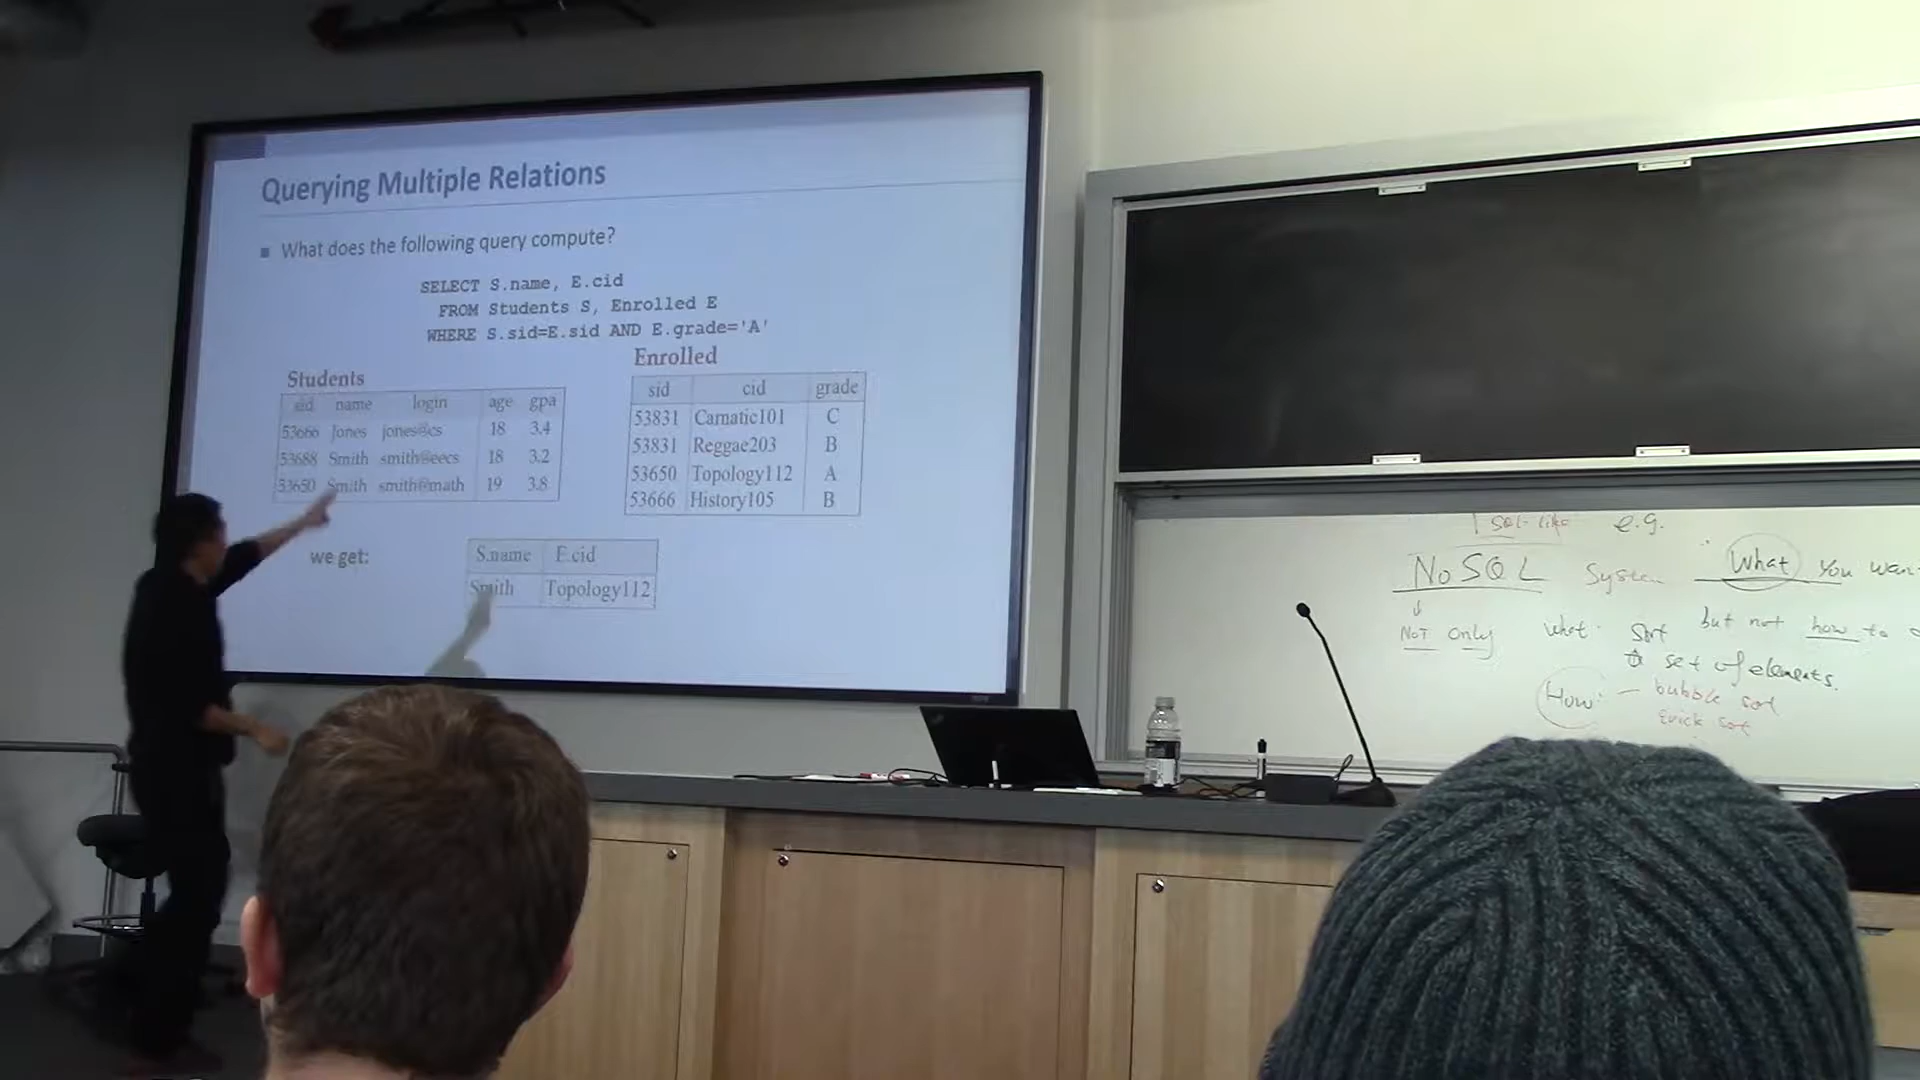 Querying Multiple Relations
What does the following query compute?
SELECT S.name, E.cid
FROM Students S, Enrolled E
WHERE S.sid=E.sid AND E.grade='A'
Students
sid name login age gpa
53666 Jones jones@cs 18 3.4
53688 Smith smith@eecs 18 3.2
53650 Smith smith@math 19 3.8
Enrolled
sid cid grade
53831 Carnatic101 C
53831 Reggae203 B
53650 Topology112 A
53666 History105 B
we get:
S.name E.cid
Smith Topology112
sql-like e.g.
NoSQL System What You wan
Not only what sort but not how to
set of elements.
How: - bubble sort
quick sort